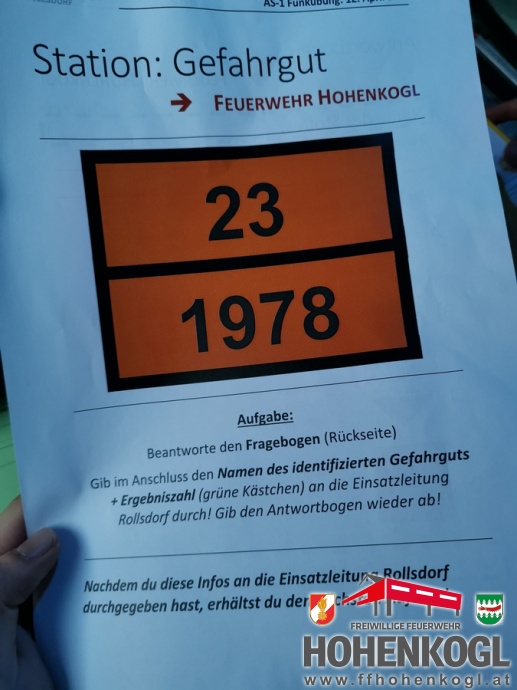 AS-1 Funkübung: 12.
Station: Gefahrgut
➔ FEUERWEHR HOHENKOGL
23
1978
Aufgabe:
Beantworte den Fragebogen (Rückseite)
Gib im Anschluss den Namen des identifizierten Gefahrguts
+ Ergebniszahl (grüne Kästchen) an die Einsatzleitung
Rollsdorf durch! Gib den Antwortbogen wieder ab!
Nachdem du diese Infos an die Einsatzleitung Rollsdorf
durchgegeben hast, erhältst du
FREIWILLIGE FEUERWEHR
HOHENKOGL
www.ffhohenkogl.at